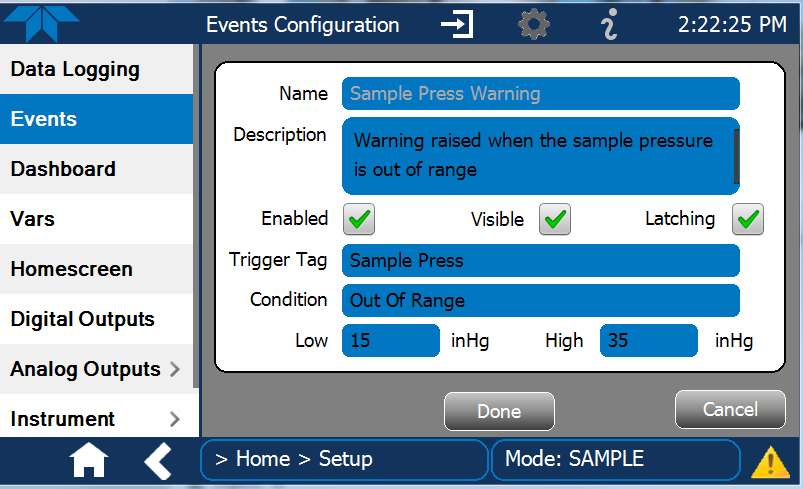 Events Configuration
2:22:25 PM
Data Logging
Events
Dashboard
Vars
Homescreen
Digital Outputs
Analog Outputs >
Instrument >
Name Sample Press Warning
Description Warning raised when the sample pressure
is out of range
Enabled Visible Latching
Trigger Tag Sample Press
Condition Out Of Range
Low 15 inHg High 35 inHg
Done Cancel
> Home > Setup Mode: SAMPLE